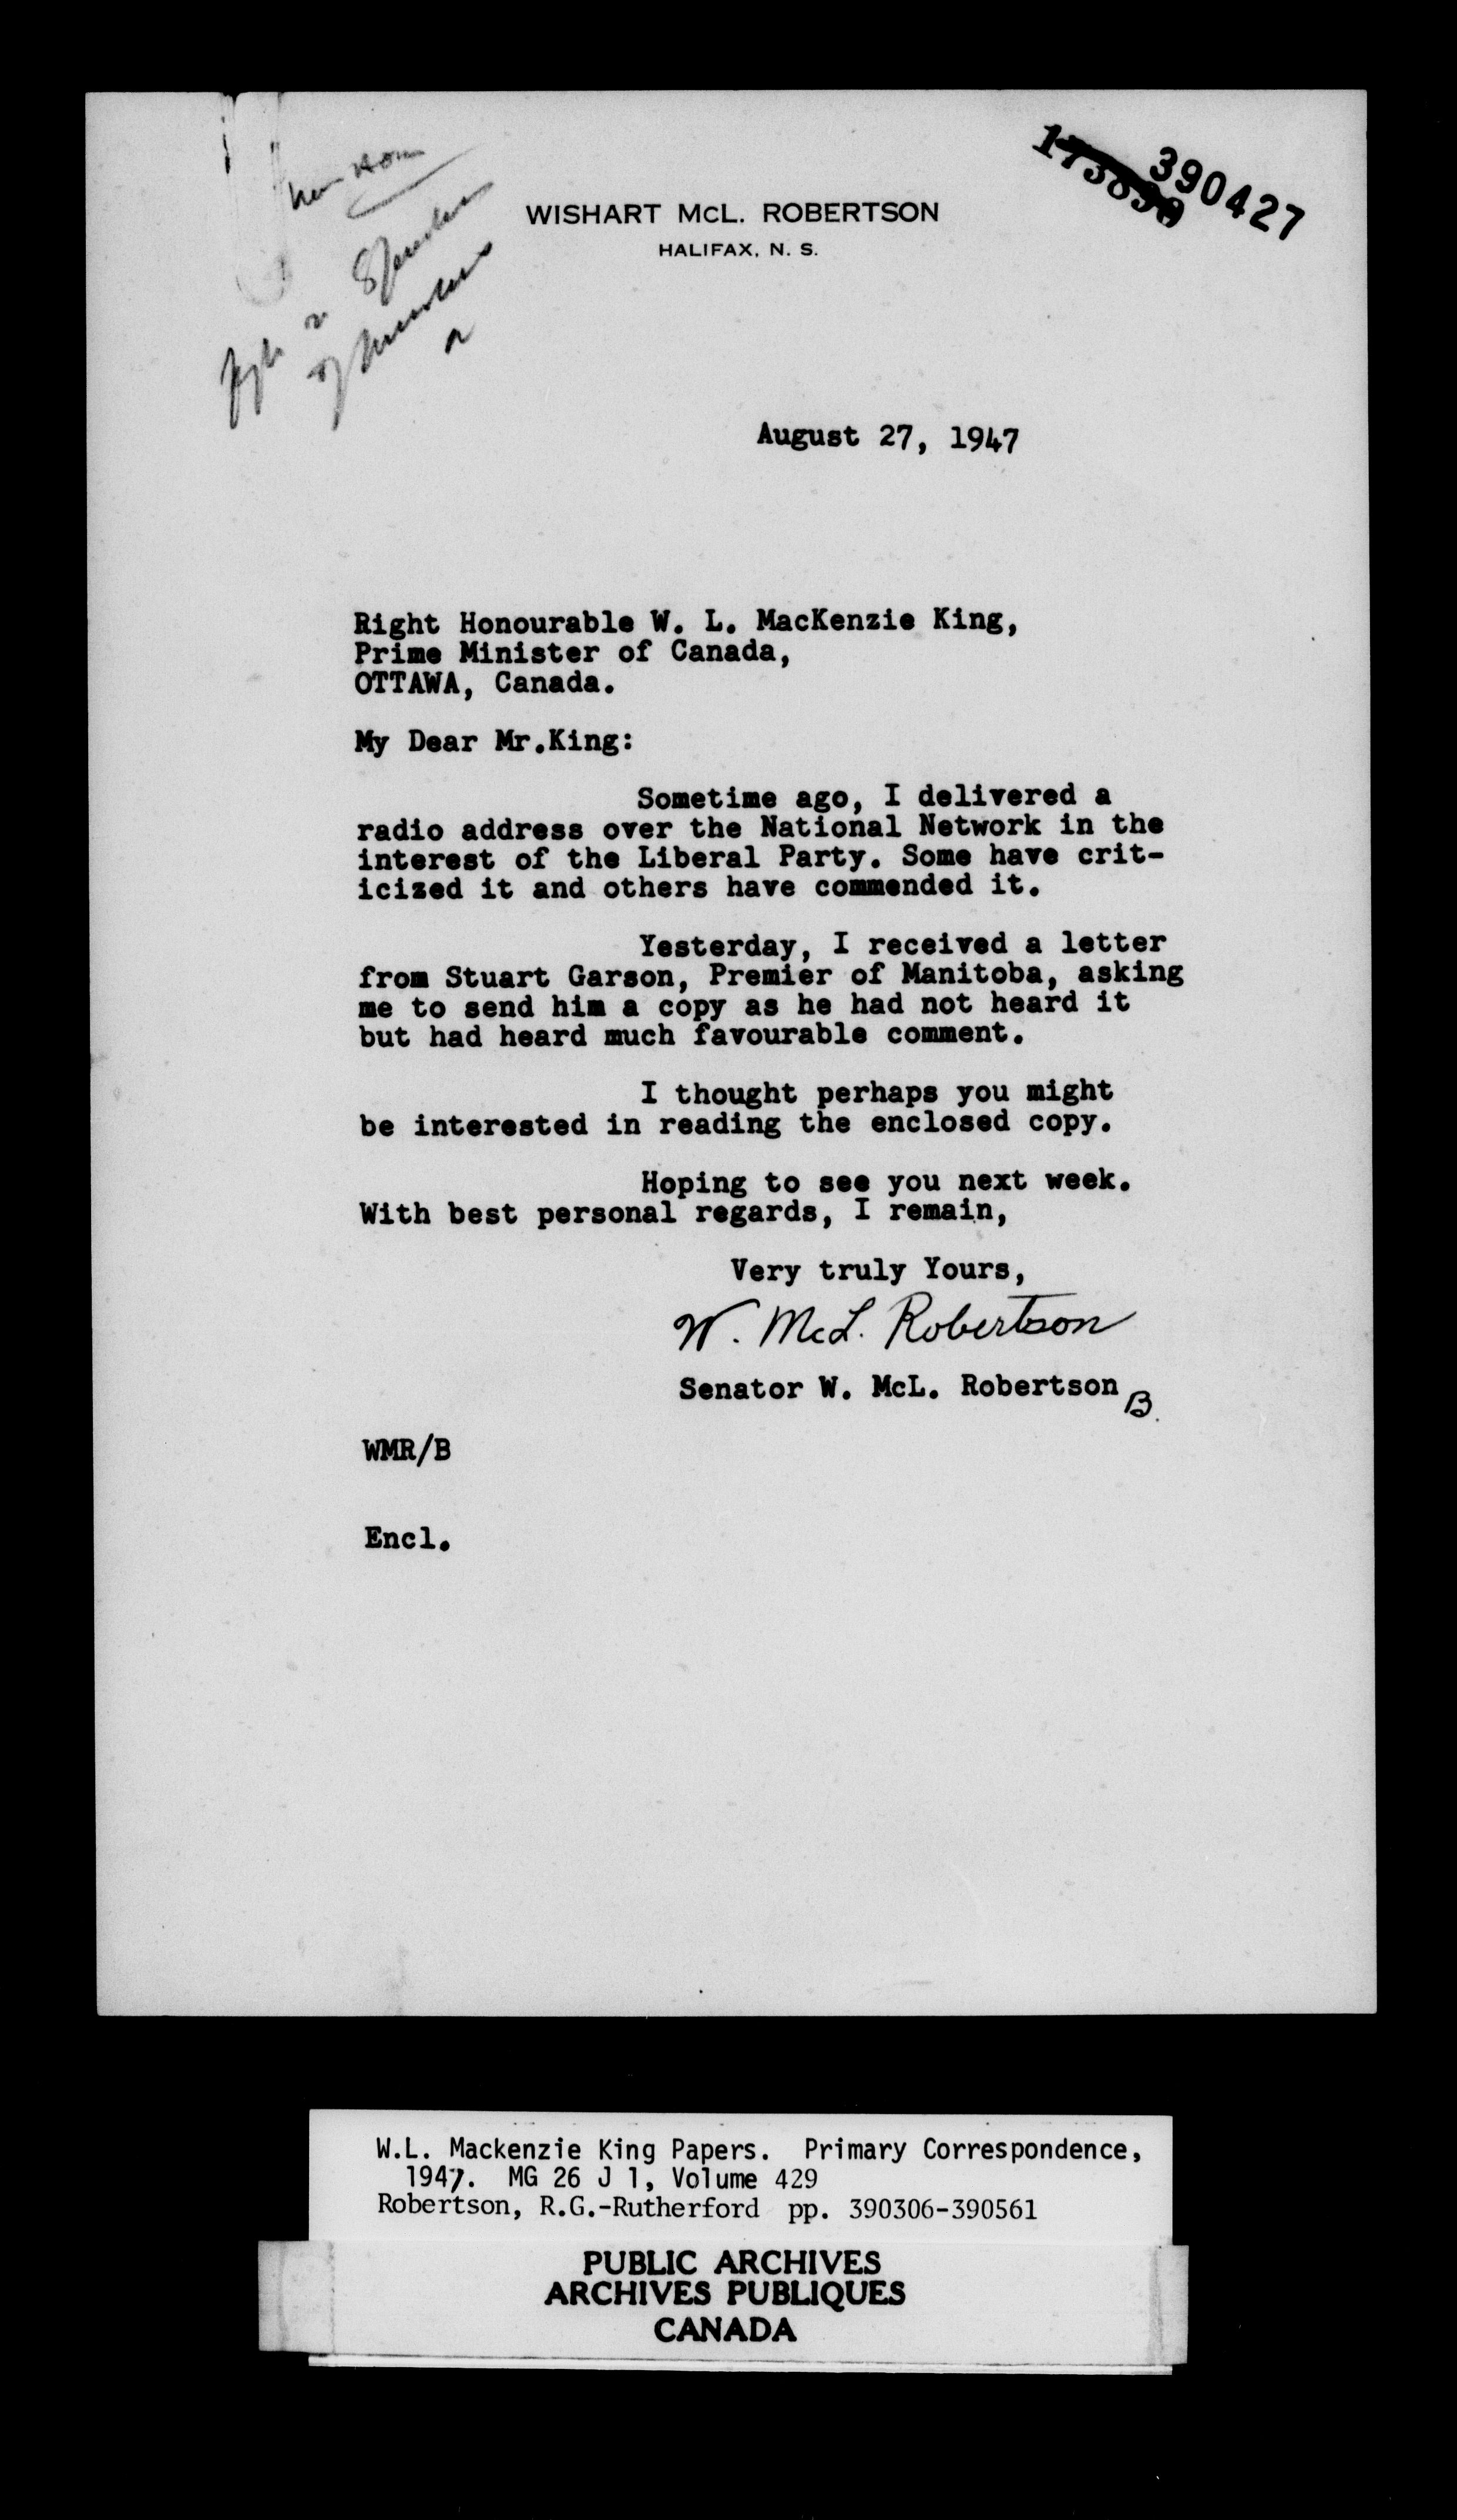 390427
WISHART McL. ROBERTSON
HALIFAX, N. S.
August 27, 1947
Right Honourable W. L. MacKenzie King,
Prime Minister of Canada,
OTTAWA, Canada.
My Dear Mr.King:
Sometime ago, I delivered a
radio address over the National Network in the
interest of the Liberal Party. Some have crit-
icized it and others have commended it.
Yesterday, I received a letter
from Stuart Garson, Premier of Manitoba, asking
me to send him a copy as he had not heard it
but had heard much favourable comment.
I thought perhaps you might
be interested in reading the enclosed copy.
Hoping to see you next week.
With best personal regards, I remain,
Very truly Yours,
W. McL. Robertson
Senator W. McL. Robertson
B.
WMR/B
Encl.
W.L. Mackenzie King Papers. Primary Correspondence,
1947. MG 26 J 1, Volume 429
Robertson, R.G.-Rutherford pp. 390306-390561
PUBLIC ARCHIVES
ARCHIVES PUBLIQUES
CANADA